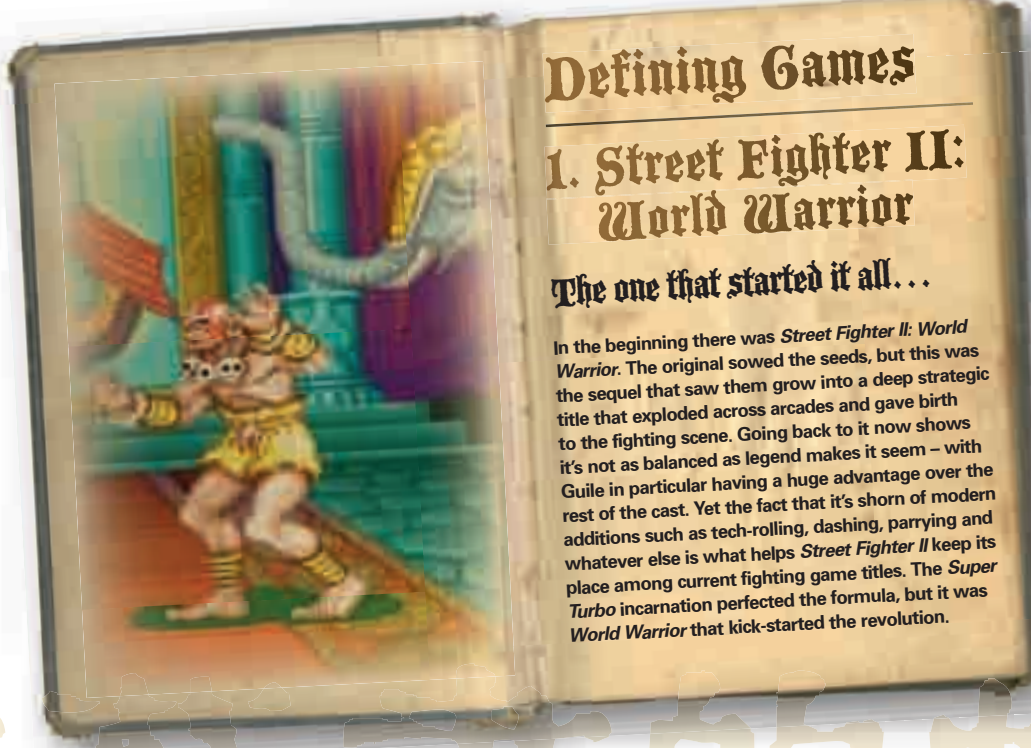 Defining Games
1. Street Fighter II:
World Warrior
The one that started it all...
In the beginning there was Street Fighter II: World
Warrior. The original sowed the seeds, but this was
the sequel that saw them grow into a deep strategic
title that exploded across arcades and gave birth
to the fighting scene. Going back to it now shows
it's not as balanced as legend makes it seem – with
Guile in particular having a huge advantage over the
rest of the cast. Yet the fact that it's shorn of modern
additions such as tech-rolling, dashing, parrying and
whatever else is what helps Street Fighter II keep its
place among current fighting game titles. The Super
Turbo incarnation perfected the formula, but it was
World Warrior that kick-started the revolution.